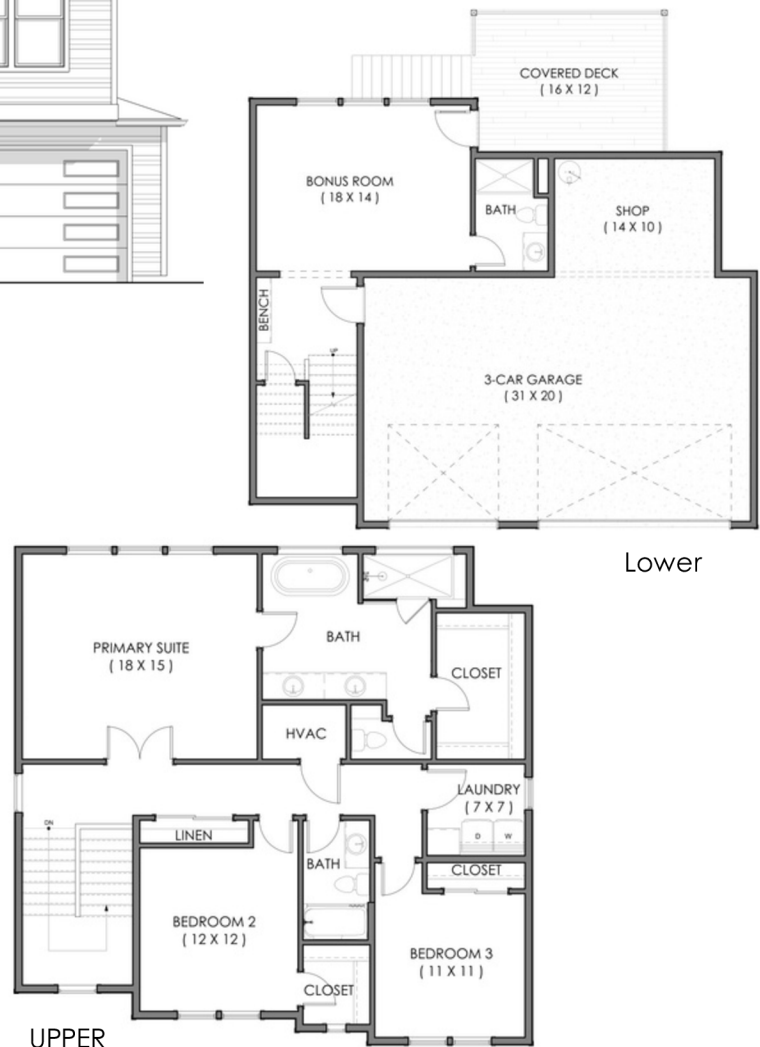 COVERED DECK
( 16 X 12 )
BONUS ROOM
( 18 X 14 )
BATH
SHOP
( 14 X 10 )
BENCH
UP
3-CAR GARAGE
( 31 X 20 )
Lower
PRIMARY SUITE
( 18 X 15 )
BATH
CLOSET
HVAC
LAUNDRY
( 7 X 7 )
D W
DN
LINEN
BATH
CLOSET
BEDROOM 2
( 12 X 12 )
BEDROOM 3
( 11 X 11 )
CLOSET
UPPER